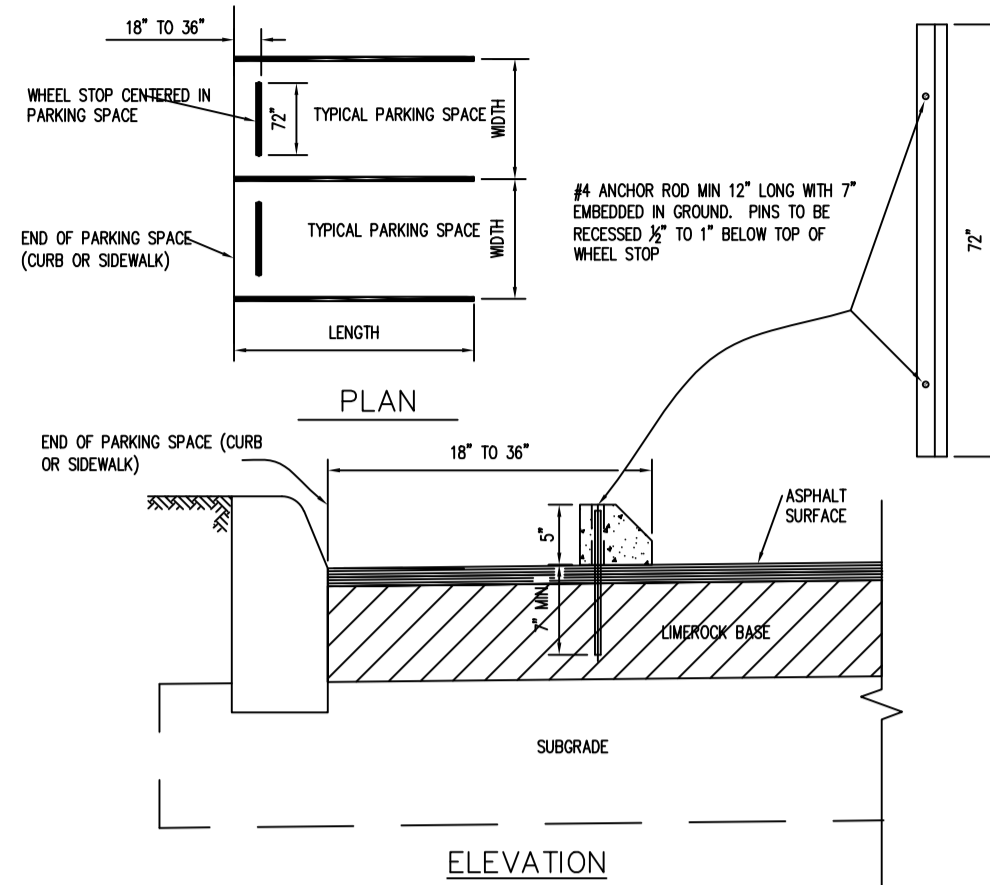 18" TO 36"
WHEEL STOP CENTERED IN
PARKING SPACE
72"
TYPICAL PARKING SPACE
WIDTH
END OF PARKING SPACE
(CURB OR SIDEWALK)
TYPICAL PARKING SPACE
WIDTH
LENGTH
PLAN
#4 ANCHOR ROD MIN 12" LONG WITH 7"
EMBEDDED IN GROUND. PINS TO BE
RECESSED ½" TO 1" BELOW TOP OF
WHEEL STOP
72"
END OF PARKING SPACE (CURB
OR SIDEWALK)
18" TO 36"
5"
ASPHALT
SURFACE
7" MIN
LIMEROCK BASE
SUBGRADE
ELEVATION